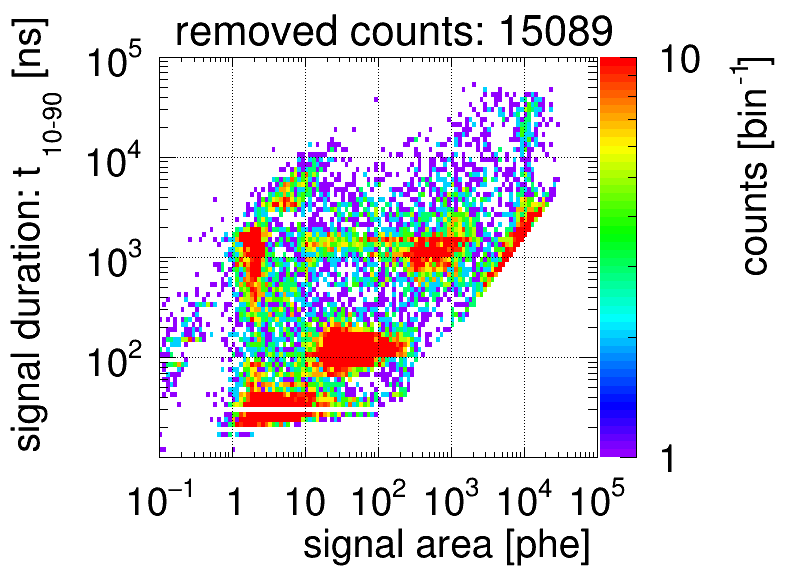 removed counts: 15089
signal duration: t 10-90 [ns]
10^5
10^4
10^3
10^2
10^-1 1 10 10^2 10^3 10^4 10^5
signal area [phe]
10
1
counts [bin^-1]